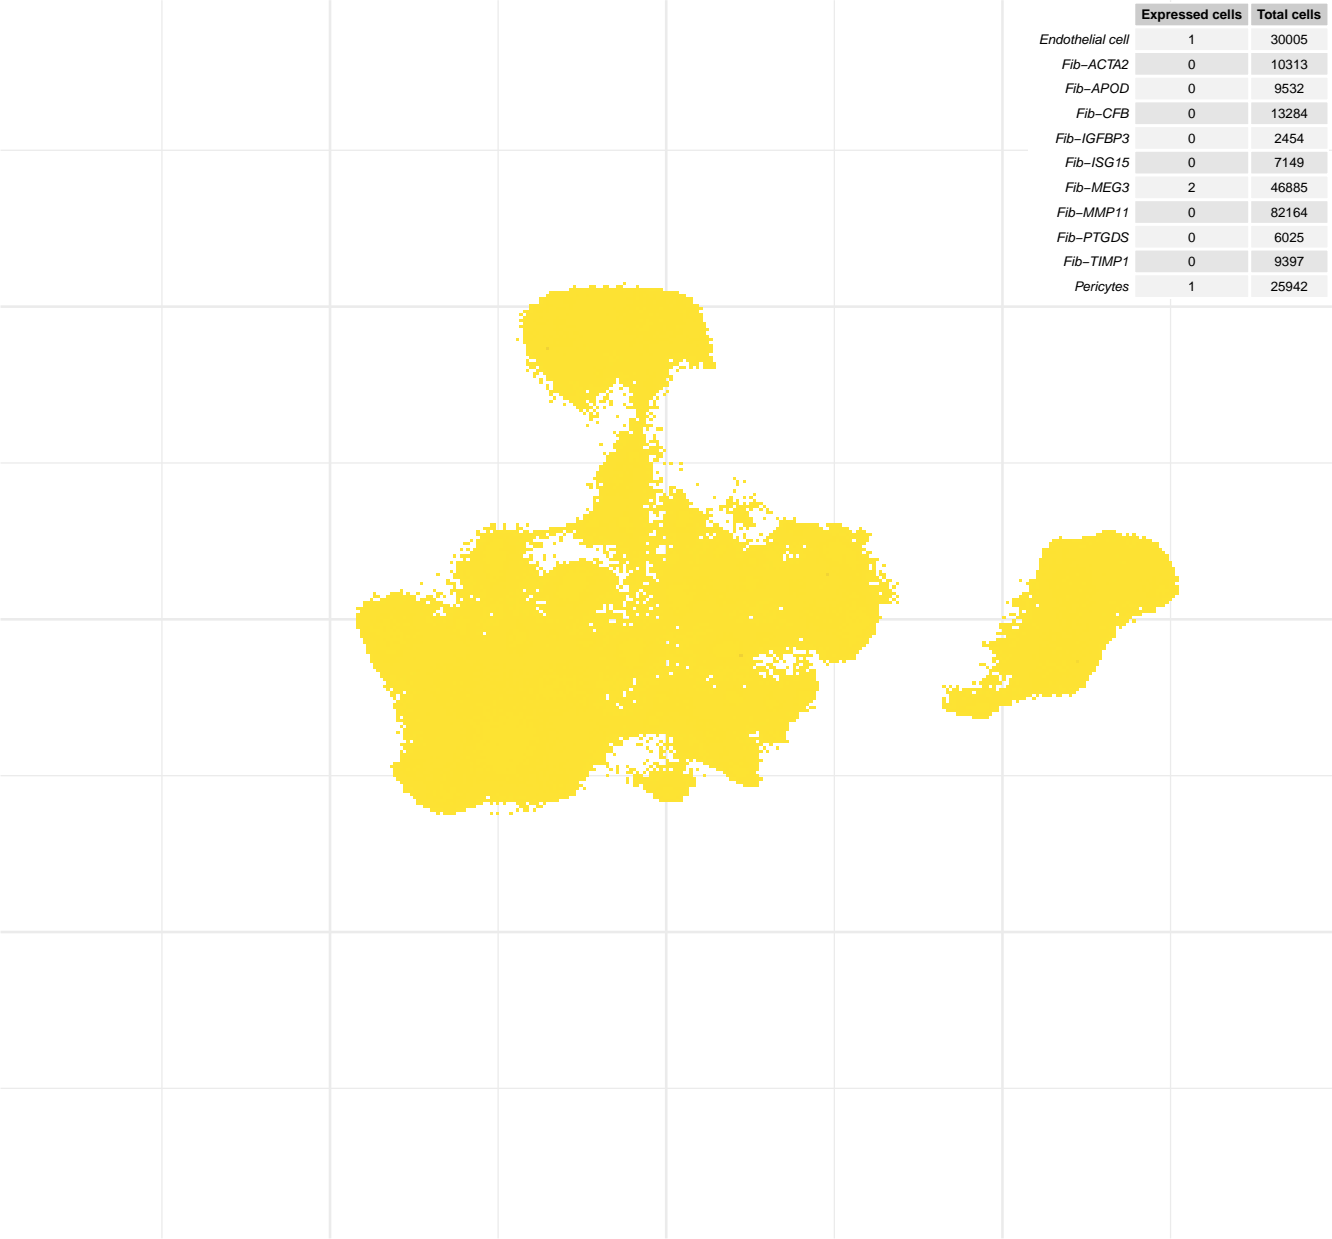 Expressed cells Total cells
Endothelial cell 1 30005
Fib−ACTA2 0 10313
Fib−APOD 0 9532
Fib−CFB 0 13284
Fib−IGFBP3 0 2454
Fib−ISG15 0 7149
Fib−MEG3 2 46885
Fib−MMP11 0 82164
Fib−PTGDS 0 6025
Fib−TIMP1 0 9397
Pericytes 1 25942